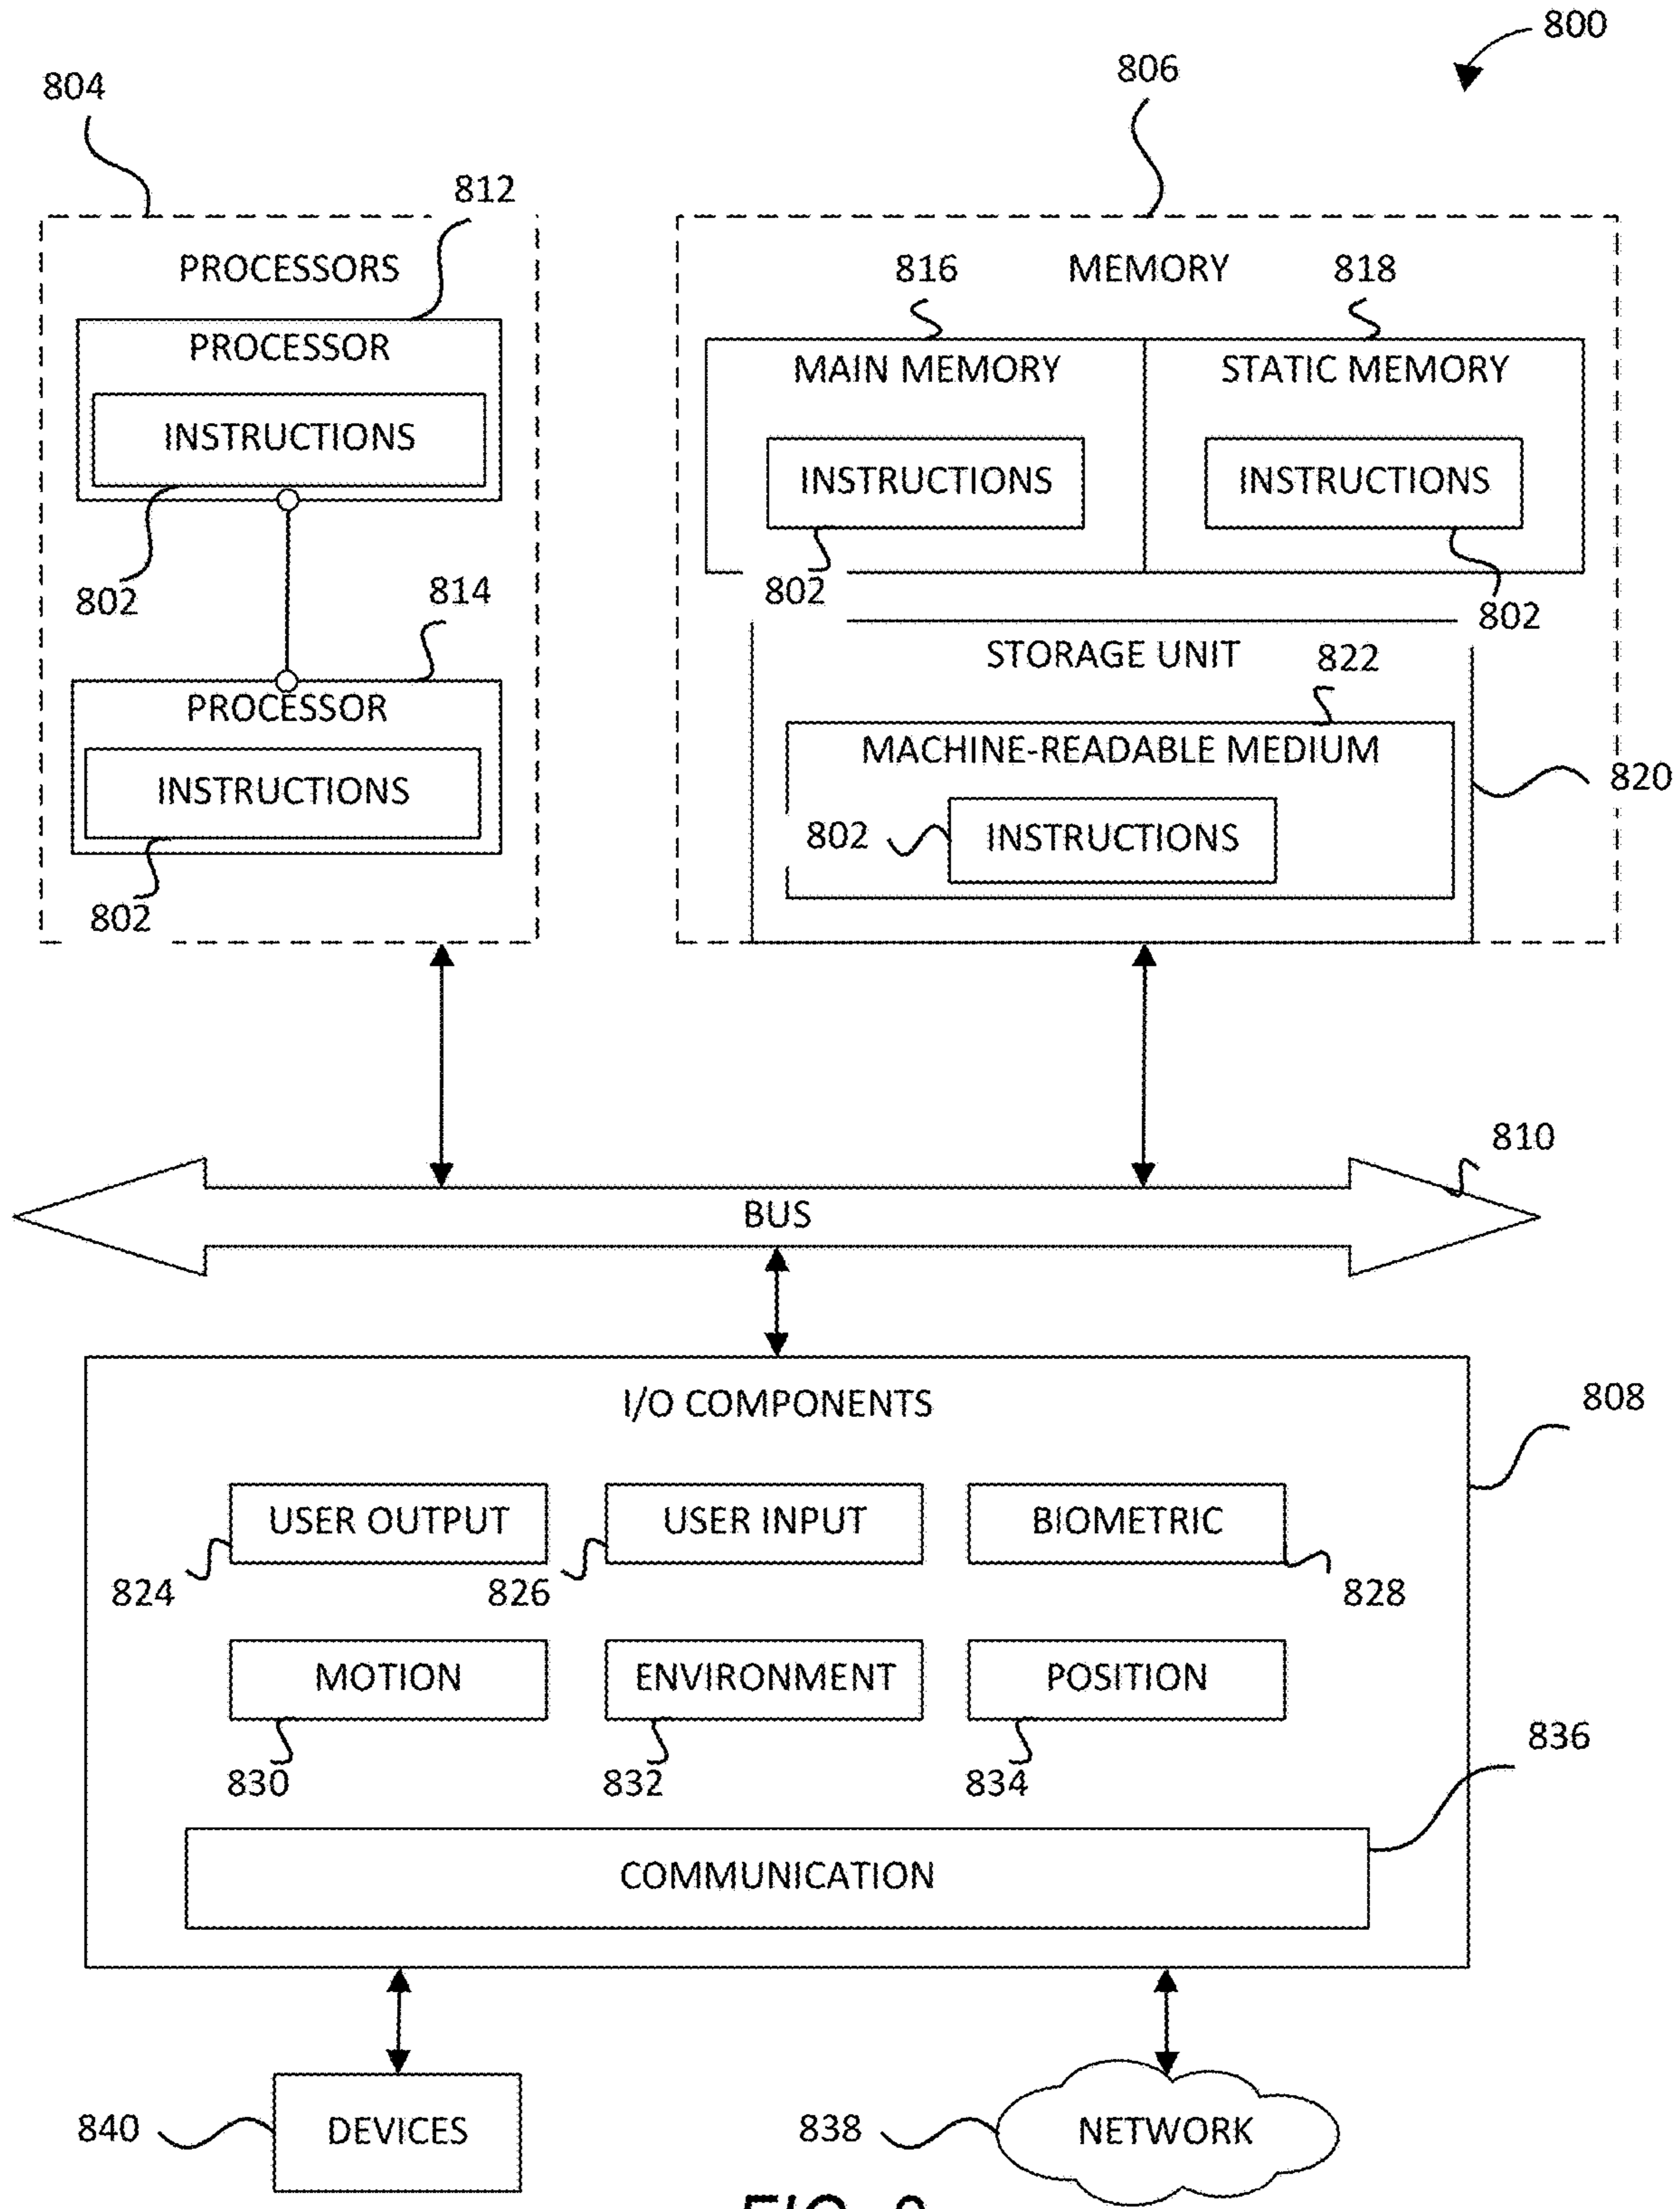 800
804
806
812
PROCESSORS
816 MEMORY 818
PROCESSOR
MAIN MEMORY STATIC MEMORY
INSTRUCTIONS
INSTRUCTIONS INSTRUCTIONS
802 814 802 802
STORAGE UNIT 822
PROCESSOR
MACHINE-READABLE MEDIUM
INSTRUCTIONS 820
802 INSTRUCTIONS
802
810
BUS
I/O COMPONENTS 808
USER OUTPUT USER INPUT BIOMETRIC
824 826 828
MOTION ENVIRONMENT POSITION
836
830 832 834
COMMUNICATION
840 DEVICES 838 NETWORK